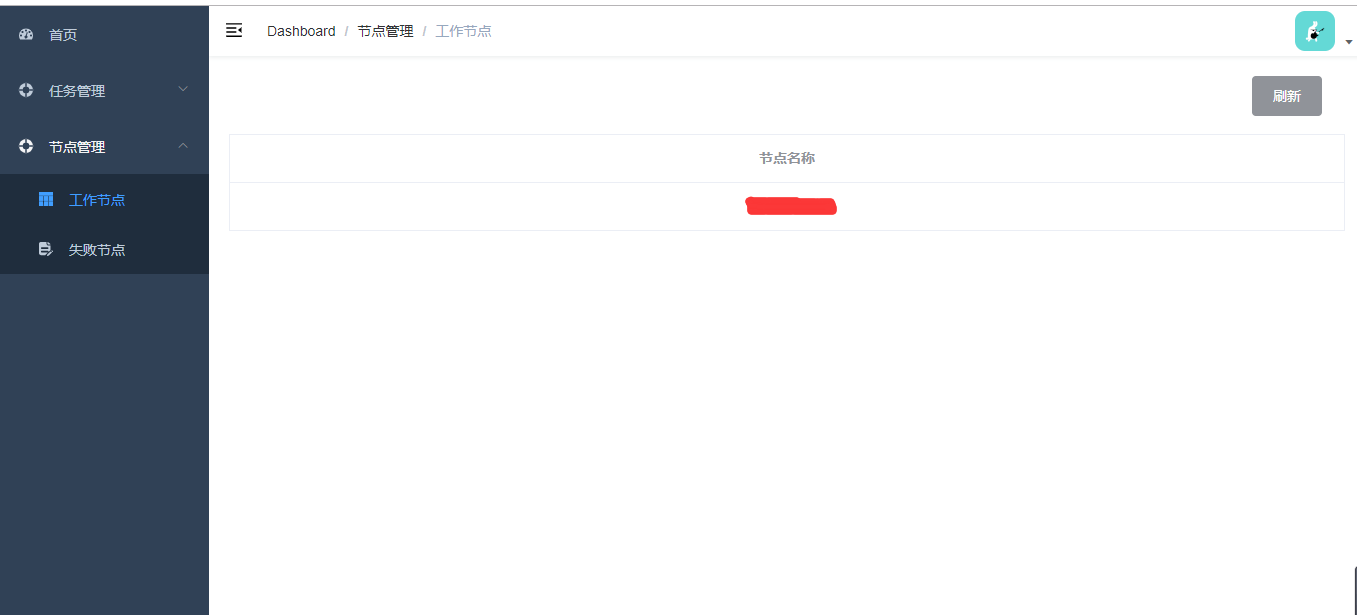 首页
任务管理
节点管理
工作节点
失败节点
Dashboard / 节点管理 / 工作节点
刷新
节点名称